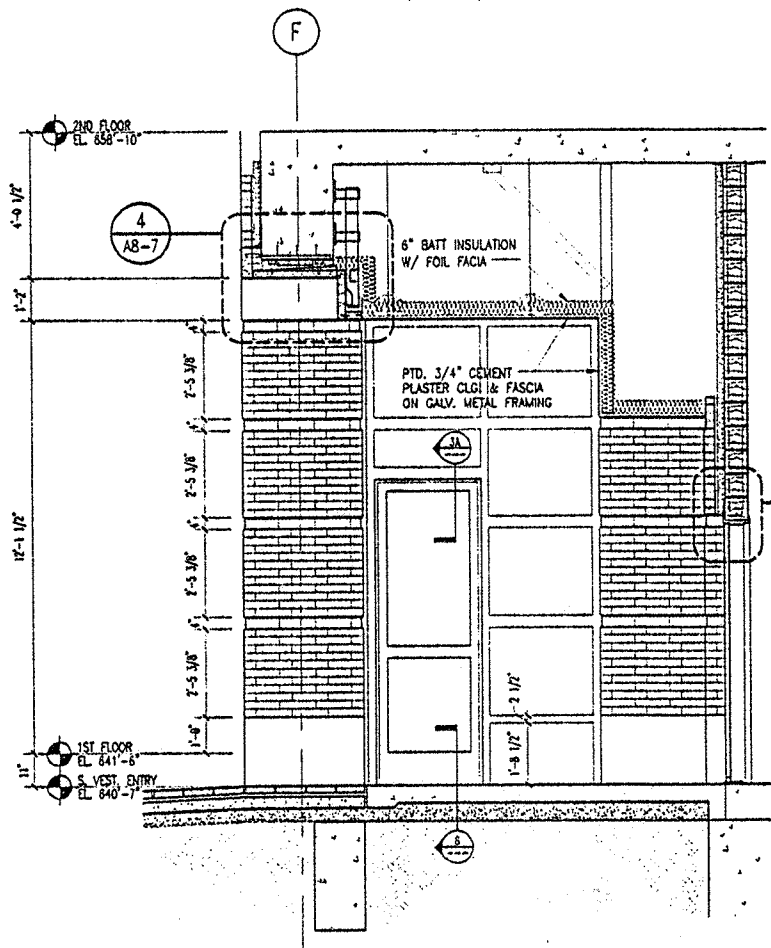 F
2ND FLOOR
EL. 658'-10"
4'-0 1/2"
4
A8-7
6" BATT INSULATION
W/ FOIL FACIA
1'-2"
4"
2'-5 3/8"
PTD. 3/4" CEMENT
PLASTER CLG. & FASCIA
ON GALV. METAL FRAMING
4"
3A
2'-5 3/8"
12'-1 1/2"
4"
2'-5 3/8"
4"
2'-5 3/8"
2 1/2"
1'-8 1/2"
1'-0"
1ST FLOOR
EL. 641'-6"
11"
S. VEST. ENTRY
EL. 640'-7"
6